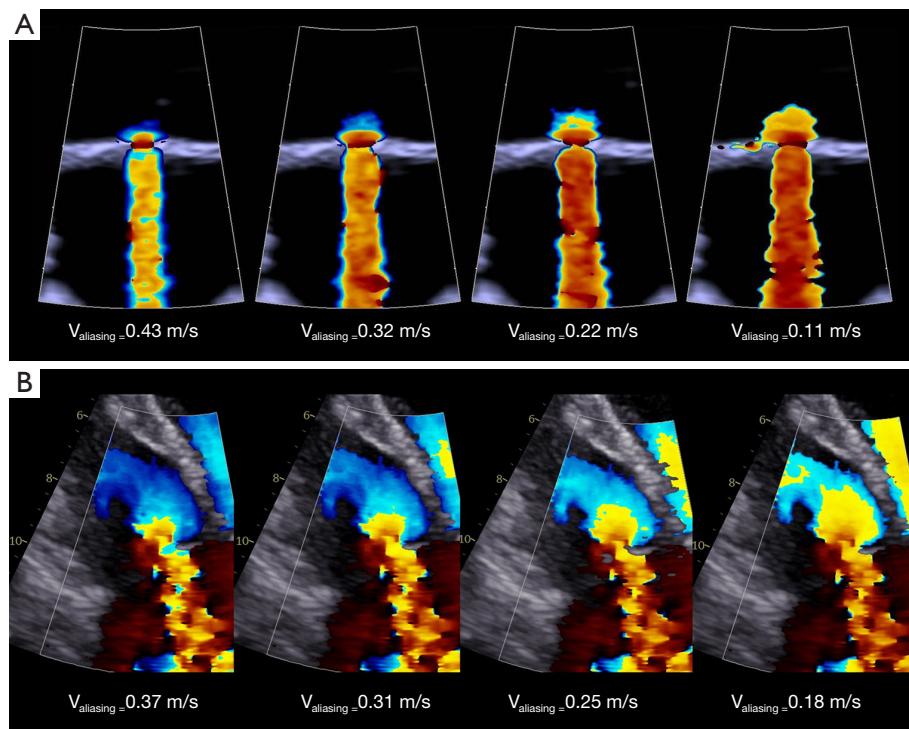 A
Valiasing =0.43 m/s
Valiasing =0.32 m/s
Valiasing =0.22 m/s
Valiasing =0.11 m/s
B
6
6
6
6
8
8
8
8
10
10
10
10
Valiasing =0.37 m/s
Valiasing =0.31 m/s
Valiasing =0.25 m/s
Valiasing =0.18 m/s